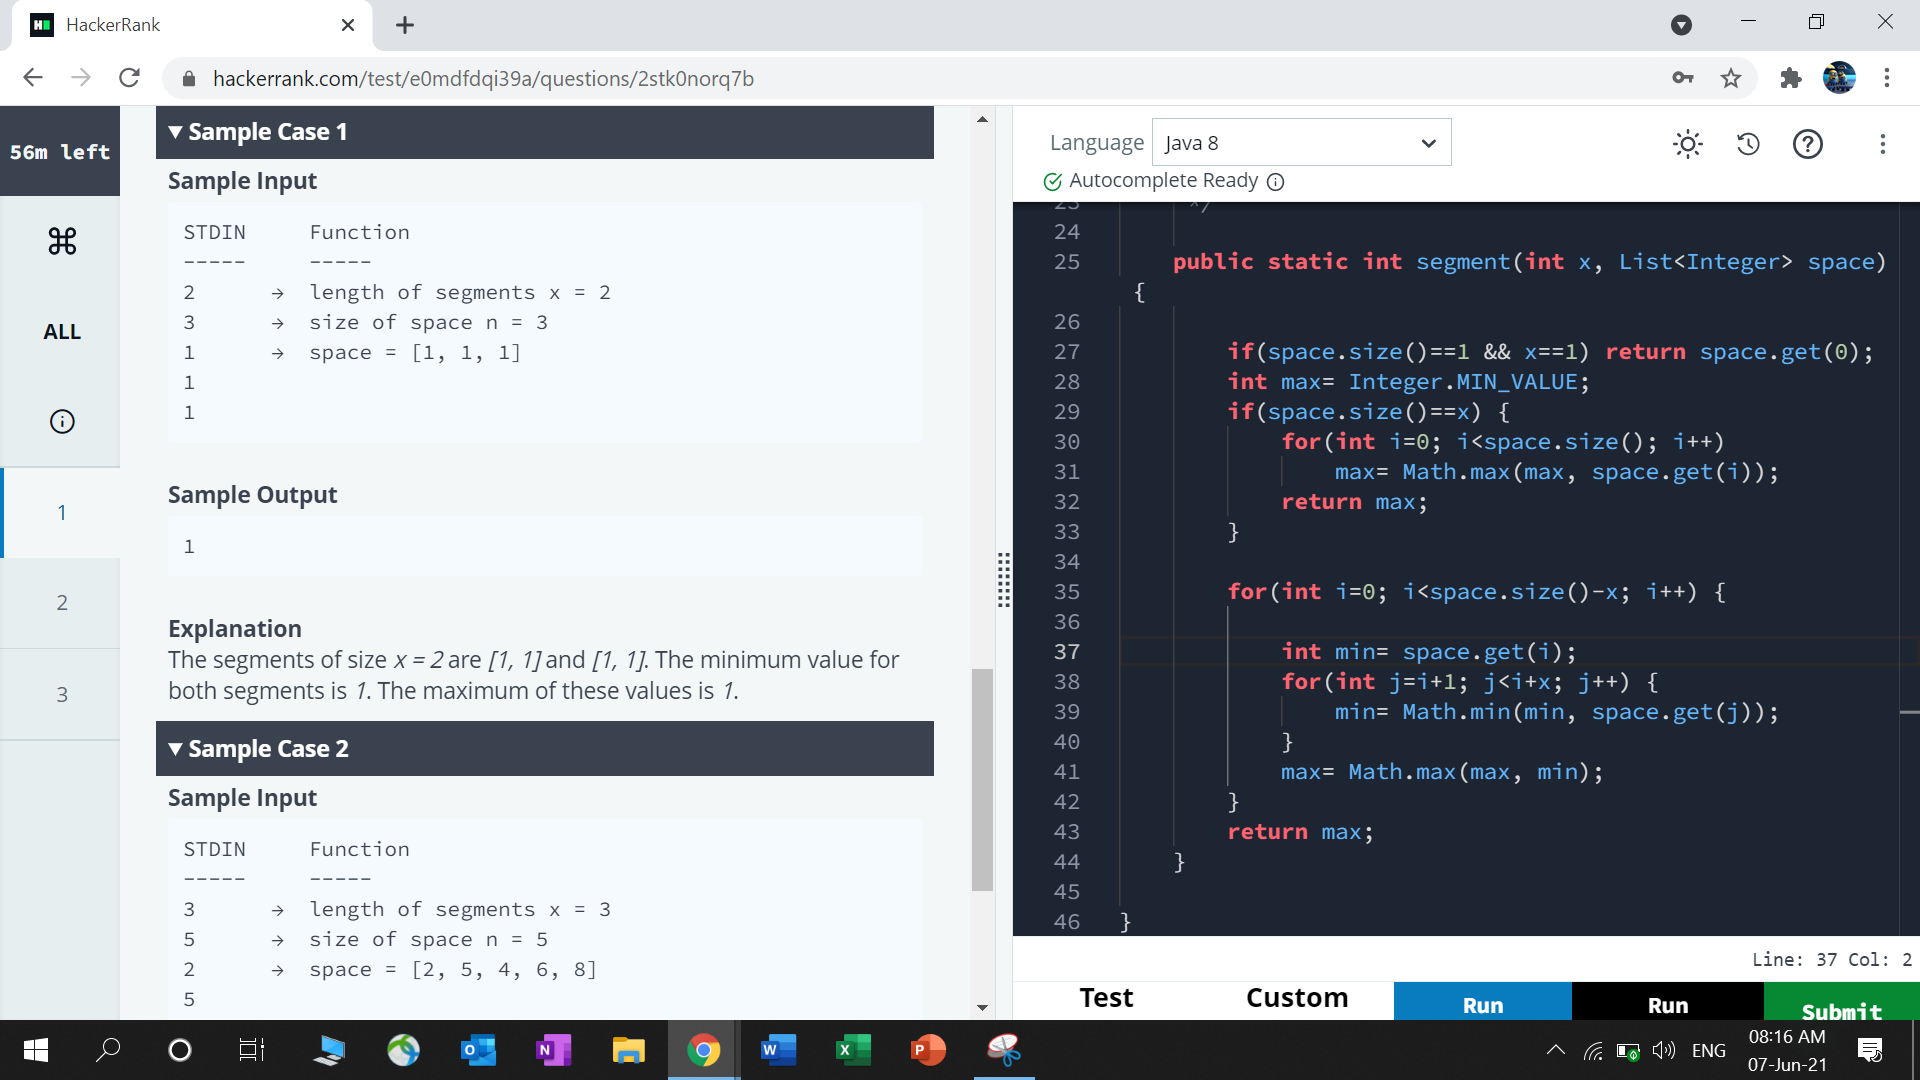 HackerRank
hackerrank.com/test/e0mdfdqi39a/questions/2stk0norq7b
56m left
ALL
1
2
3
▼ Sample Case 1
Sample Input
STDIN Function
----- -----
2 → length of segments x = 2
3 → size of space n = 3
1 → space = [1, 1, 1]
1
1
Sample Output
1
Explanation
The segments of size x = 2 are [1, 1] and [1, 1]. The minimum value for
both segments is 1. The maximum of these values is 1.
▼ Sample Case 2
Sample Input
STDIN Function
----- -----
3 → length of segments x = 3
5 → size of space n = 5
2 → space = [2, 5, 4, 6, 8]
5
Language Java 8
Autocomplete Ready
23 */
24
25 public static int segment(int x, List<Integer> space)
{
26
27 if(space.size()==1 && x==1) return space.get(0);
28 int max= Integer.MIN_VALUE;
29 if(space.size()==x) {
30 for(int i=0; i<space.size(); i++)
31 max= Math.max(max, space.get(i));
32 return max;
33 }
34
35 for(int i=0; i<space.size()-x; i++) {
36
37 int min= space.get(i);
38 for(int j=i+1; j<i+x; j++) {
39 min= Math.min(min, space.get(j));
40 }
41 max= Math.max(max, min);
42 }
43 return max;
44 }
45
46 }
Line: 37 Col: 2
Test Custom Run Run Submit
ENG
08:16 AM
07-Jun-21